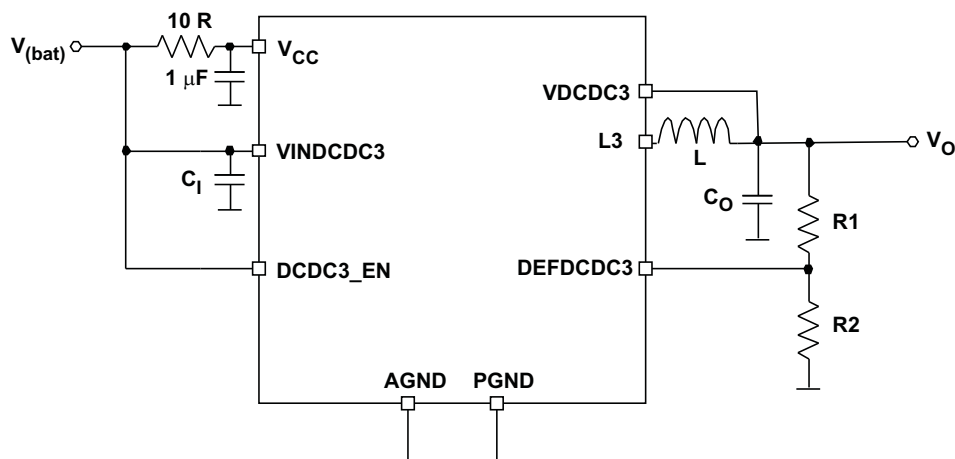 10 R
V(bat)
VCC
1 μF
VDCDC3
L3
L
VO
VINDCDC3
CI
CO
R1
DCDC3_EN
DEFDCDC3
R2
AGND PGND